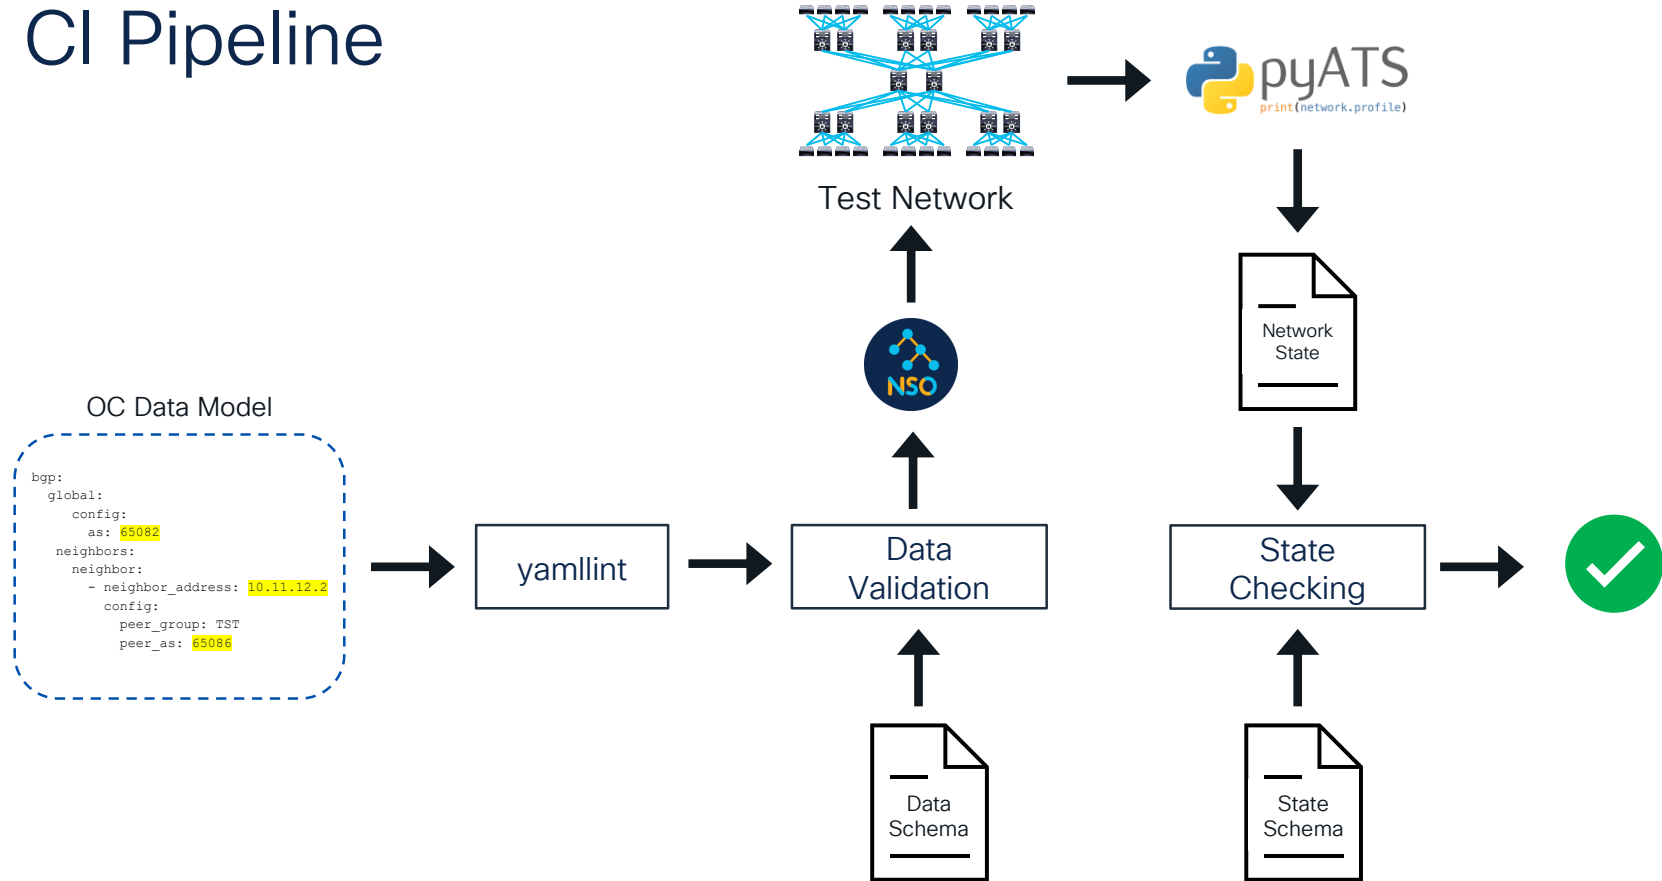 CI Pipeline
pyATS
print(network.profile)
Test Network
Network
State
NSO
OC Data Model
bgp:
  global:
    config:
      as: 65082
  neighbors:
    neighbor:
      - neighbor_address: 10.11.12.2
        config:
          peer_group: TST
          peer_as: 65086
yamllint
Data
Validation
State
Checking
Data
Schema
State
Schema